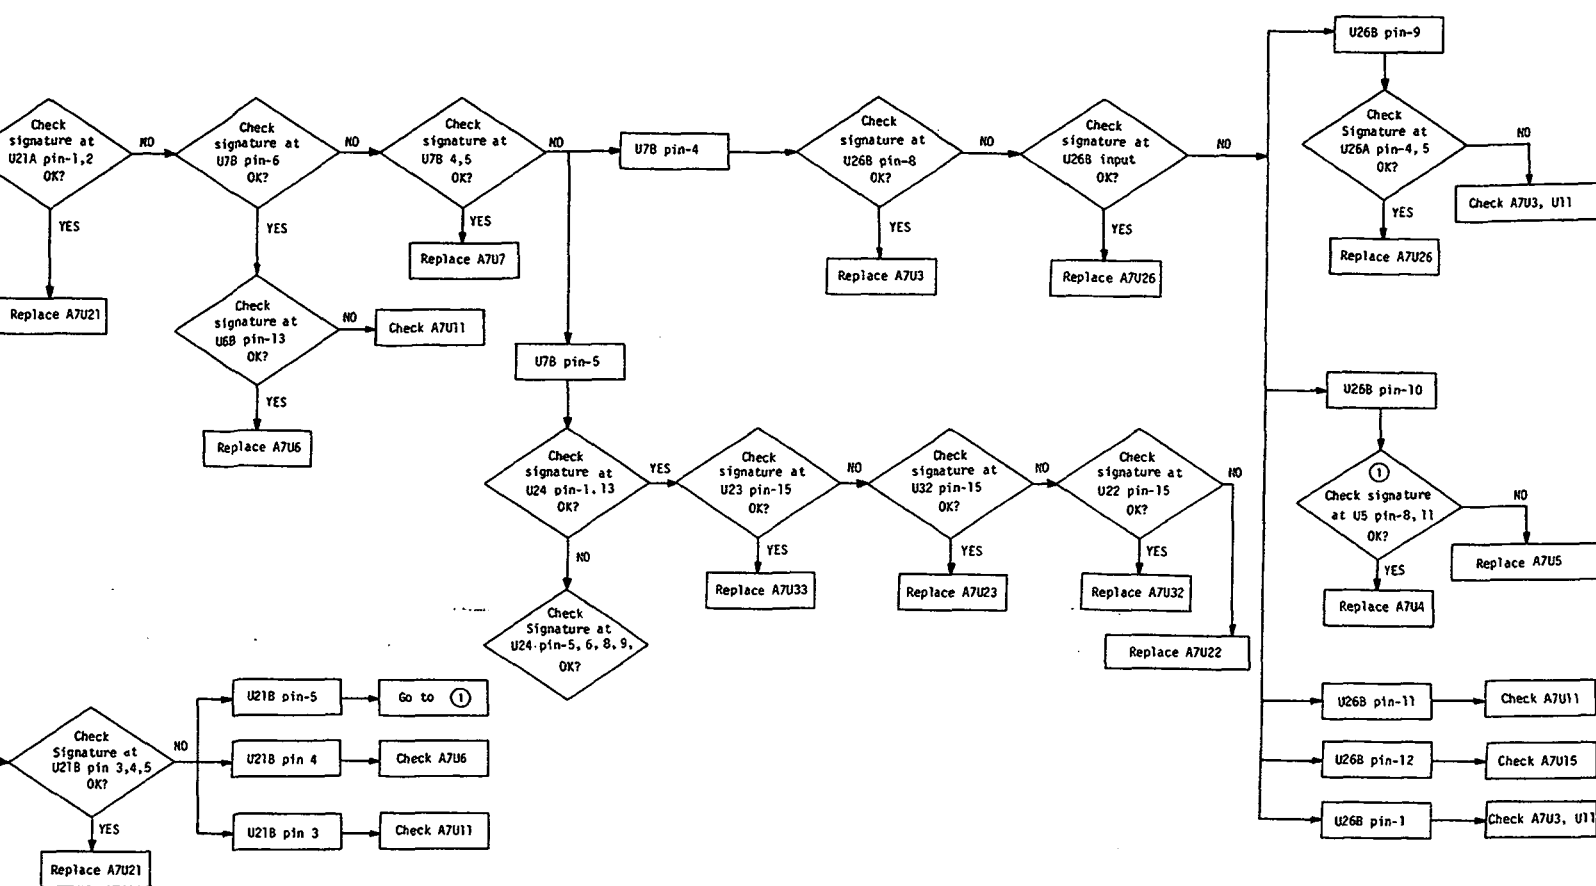 Check
signature at
U21A pin-1,2
OK?
NO
YES
Replace A7U21
Check
signature at
U7B pin-6
OK?
NO
YES
Check
signature at
U6B pin-13
OK?
NO
Check A7U11
YES
Replace A7U6
Check
signature at
U7B 4,5
OK?
NO
YES
Replace A7U7
U7B pin-4
Check
signature at
U26B pin-8
OK?
NO
YES
Replace A7U3
Check
signature at
U26B input
OK?
NO
YES
Replace A7U26
U26B pin-9
Check
Signature at
U26A pin-4,5
OK?
NO
Check A7U3, U11
YES
Replace A7U26
U7B pin-5
Check
signature at
U24 pin-1,13
OK?
YES
NO
Check
Signature at
U24 pin-5,6,8,9,
OK?
Check
signature at
U23 pin-15
OK?
NO
YES
Replace A7U33
Check
signature at
U32 pin-15
OK?
NO
YES
Replace A7U23
Check
signature at
U22 pin-15
OK?
NO
YES
Replace A7U32
Replace A7U22
U26B pin-10
1
Check signature
at U5 pin-8,11
OK?
NO
Replace A7U5
YES
Replace A7U4
U26B pin-11
Check A7U11
U26B pin-12
Check A7U15
U26B pin-1
Check A7U3, U11
Check
Signature at
U21B pin 3,4,5
OK?
NO
YES
Replace A7U21
U21B pin-5
Go to 1
U21B pin 4
Check A7U6
U21B pin 3
Check A7U11